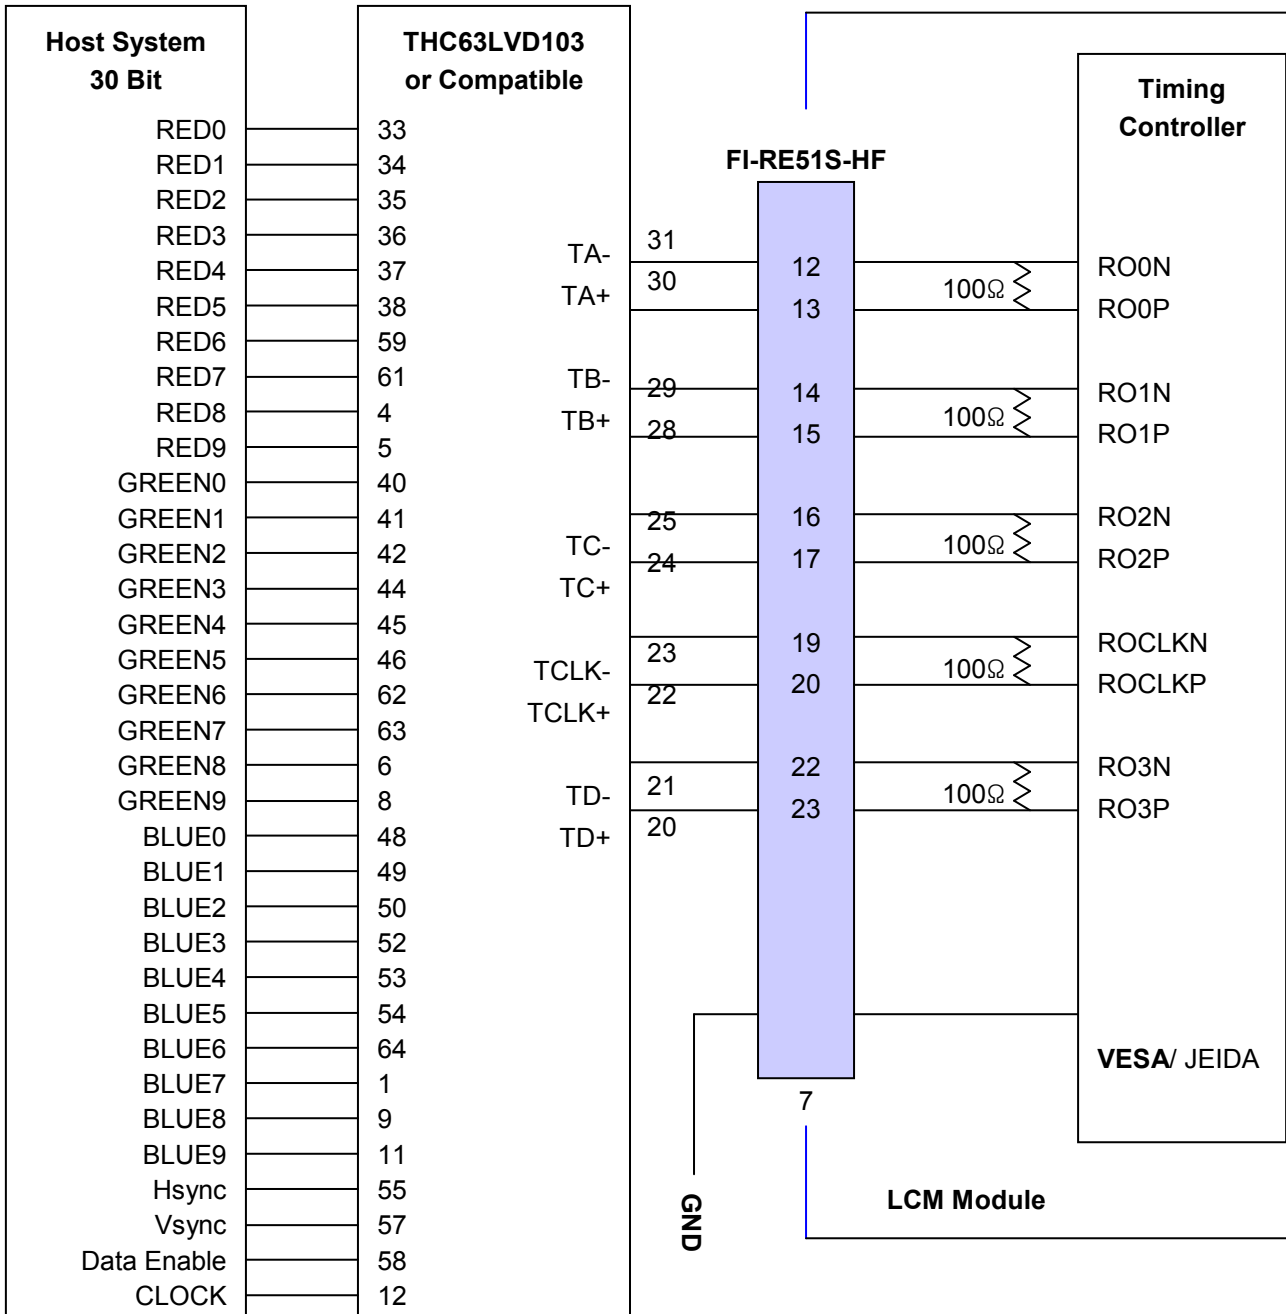 Host System
30 Bit
RED0 33
RED1 34
RED2 35
RED3 36
RED4 37
RED5 38
RED6 59
RED7 61
RED8 4
RED9 5
GREEN0 40
GREEN1 41
GREEN2 42
GREEN3 44
GREEN4 45
GREEN5 46
GREEN6 62
GREEN7 63
GREEN8 6
GREEN9 8
BLUE0 48
BLUE1 49
BLUE2 50
BLUE3 52
BLUE4 53
BLUE5 54
BLUE6 64
BLUE7 1
BLUE8 9
BLUE9 11
Hsync 55
Vsync 57
Data Enable 58
CLOCK 12
THC63LVD103
or Compatible
TA- 31
TA+ 30
TB- 29
TB+ 28
TC- 25
TC+ 24
TCLK- 23
TCLK+ 22
TD- 21
TD+ 20
FI-RE51S-HF
12
13
14
15
16
17
19
20
22
23
7
GND
100Ω
100Ω
100Ω
100Ω
100Ω
Timing
Controller
RO0N
RO0P
RO1N
RO1P
RO2N
RO2P
ROCLKN
ROCLKP
RO3N
RO3P
VESA/ JEIDA
LCM Module